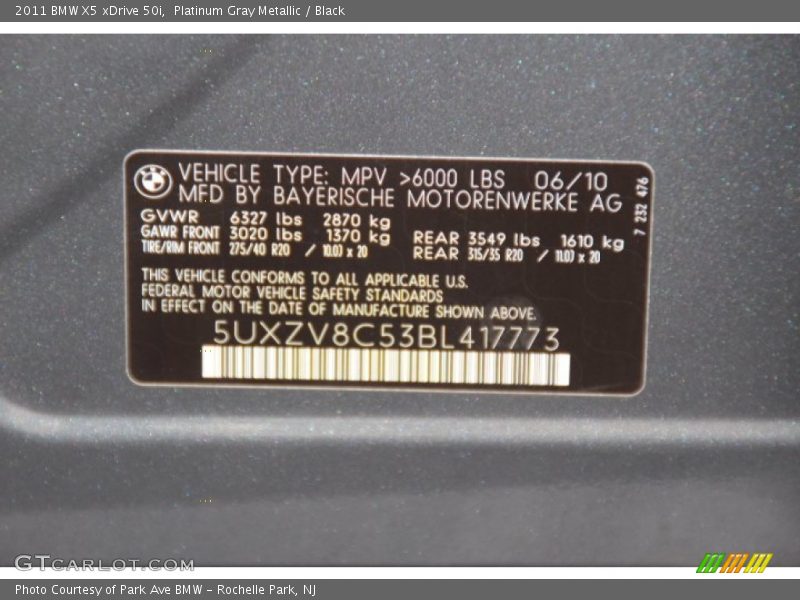 2011 BMW X5 xDrive 50i, Platinum Gray Metallic / Black
VEHICLE TYPE: MPV >6000 LBS 06/10
MFD BY BAYERISCHE MOTORENWERKE AG
GVWR 6327 lbs 2870 kg
GAWR FRONT 3020 lbs 1370 kg REAR 3549 lbs 1610 kg
TIRE/RIM FRONT 275/40 R20 / 10.0J x 20 REAR 315/35 R20 / 11.0J x 20
7 232 476
THIS VEHICLE CONFORMS TO ALL APPLICABLE U.S.
FEDERAL MOTOR VEHICLE SAFETY STANDARDS
IN EFFECT ON THE DATE OF MANUFACTURE SHOWN ABOVE.
5UXZV8C53BL417773
GTCARLOT.COM
Photo Courtesy of Park Ave BMW - Rochelle Park, NJ